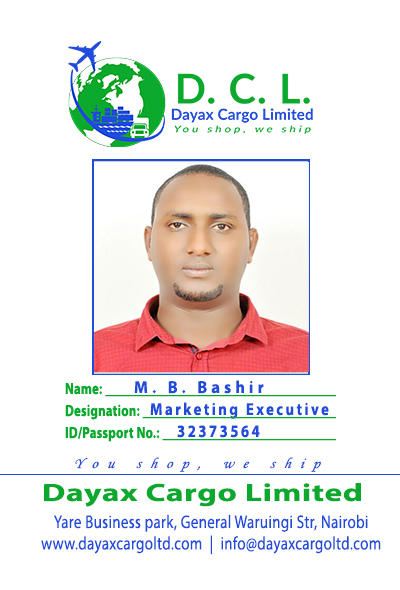 D. C. L.
Dayax Cargo Limited
You shop, we ship
Name: M. B. Bashir
Designation: Marketing Executive
ID/Passport No.: 32373564
You shop, we ship
Dayax Cargo Limited
Yare Business park, General Waruingi Str, Nairobi
www.dayaxcargoltd.com | info@dayaxcargoltd.com